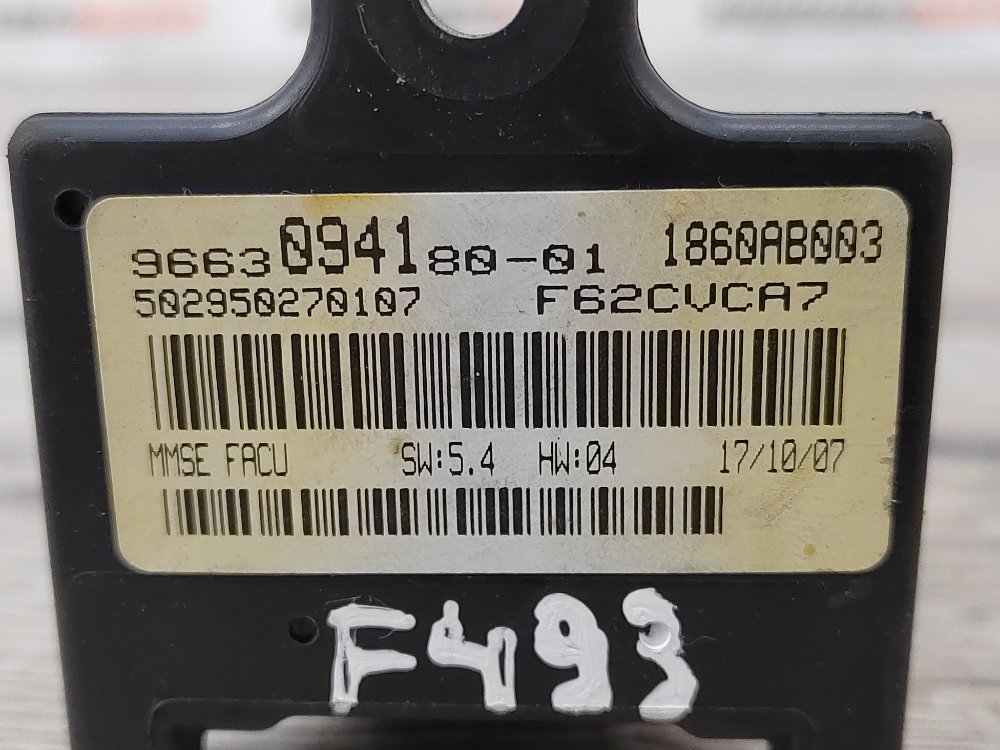 9663094180-01 1860AB003
502950270107 F62CVCA7
MMSE FACU SW:5.4 HW:04 17/10/07
F493